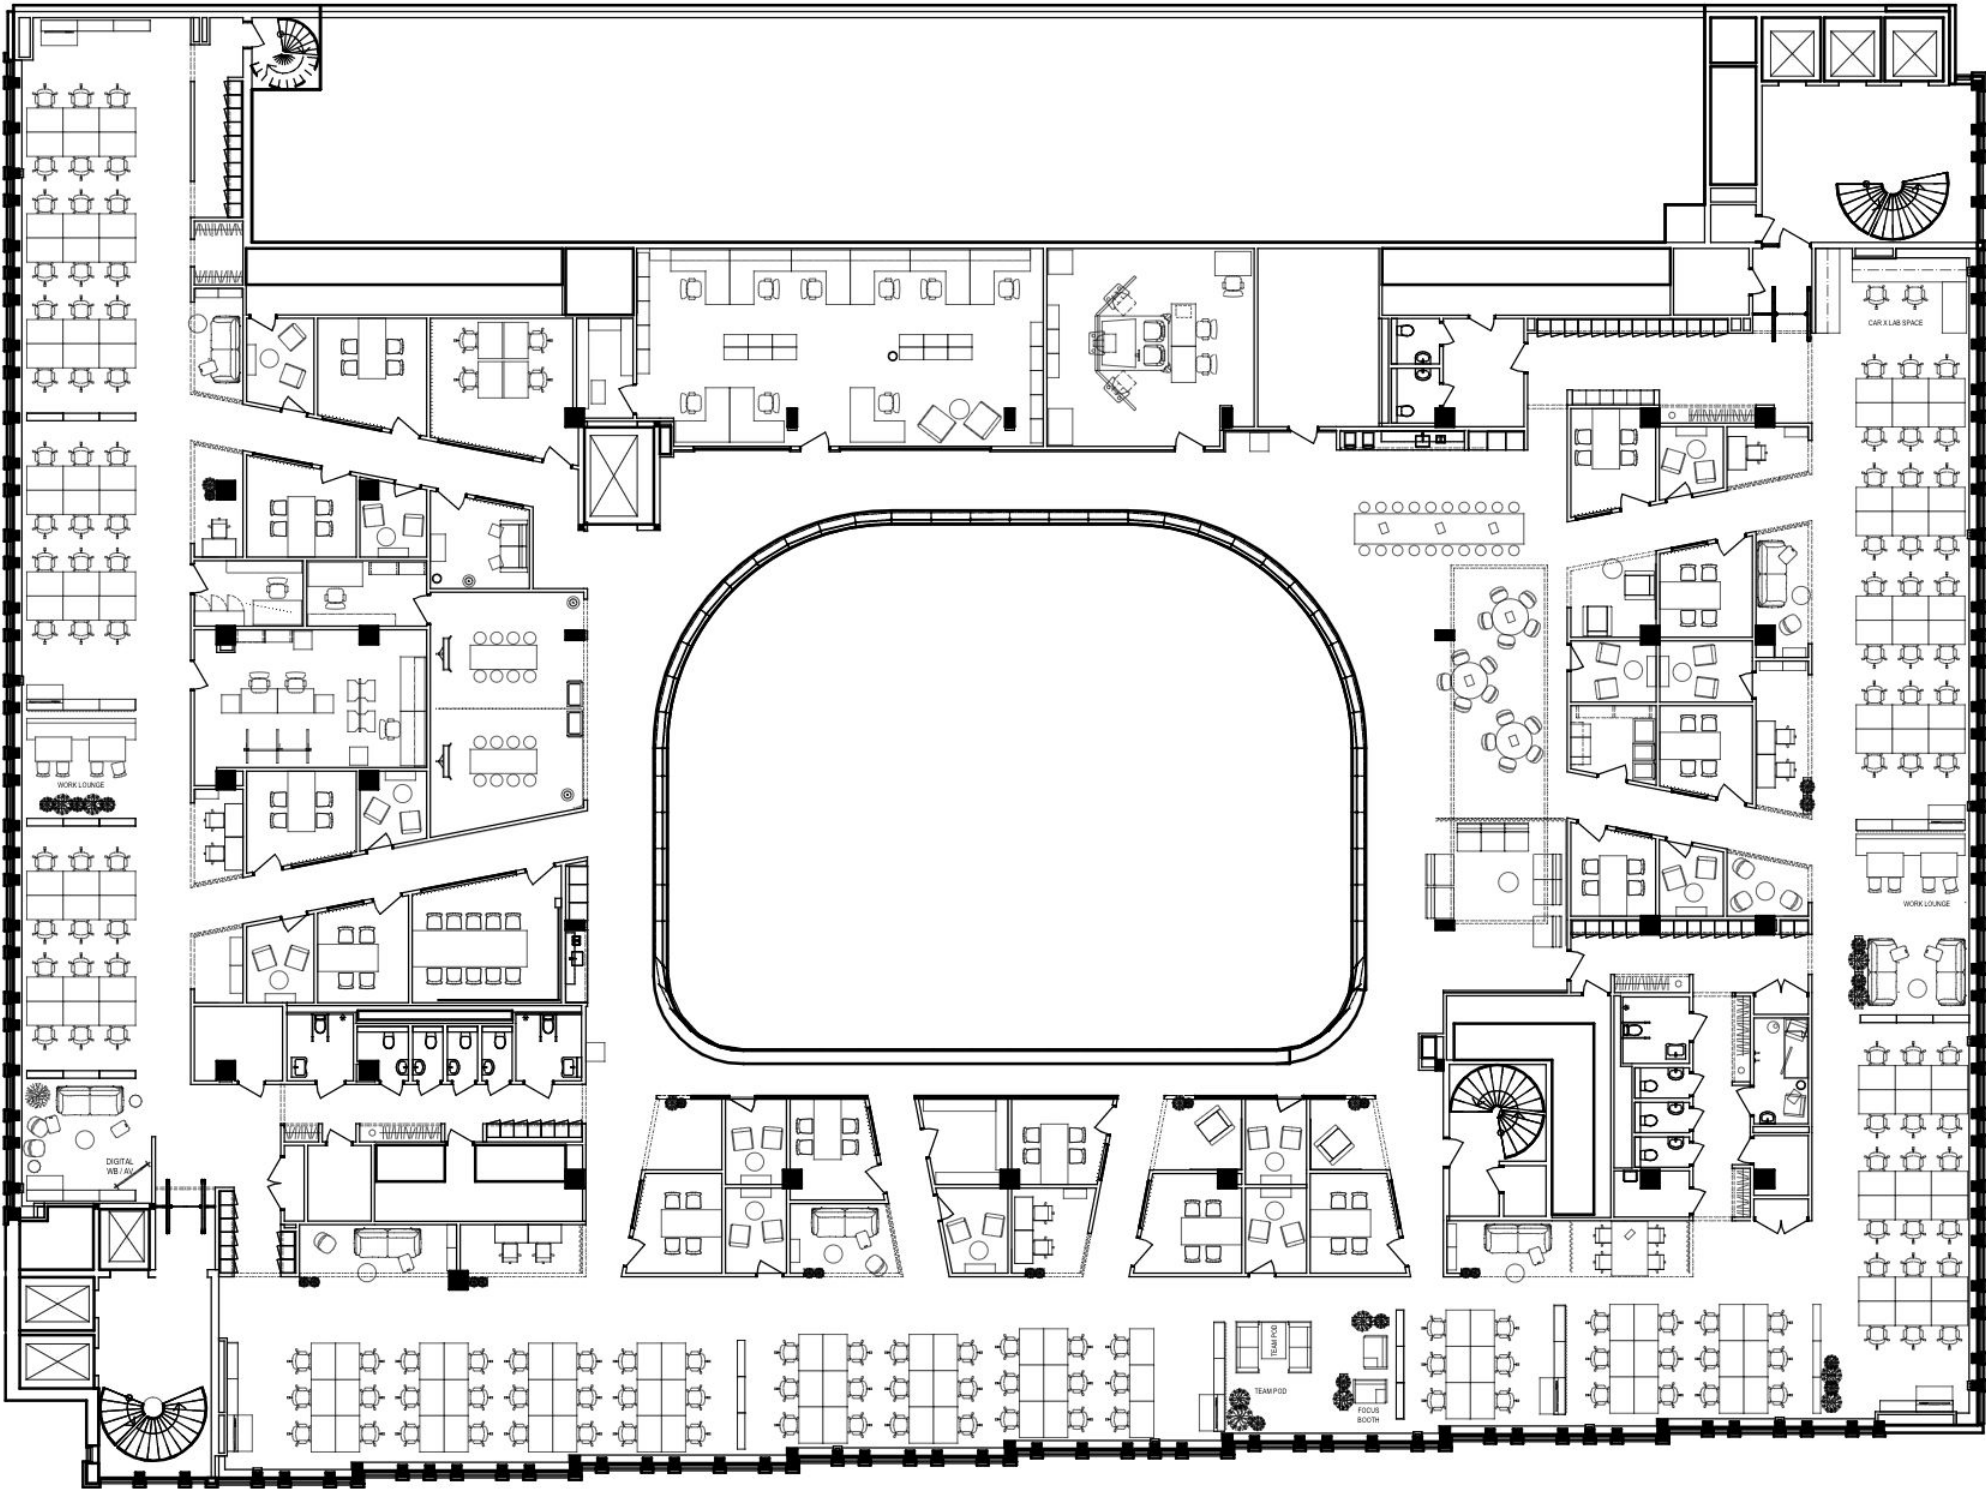 CAR X LAB SPACE
WORK LOUNGE
WORK LOUNGE
DIGITAL
WB / AV
TEAM POD
TEAM POD
FOCUS
BOOTH